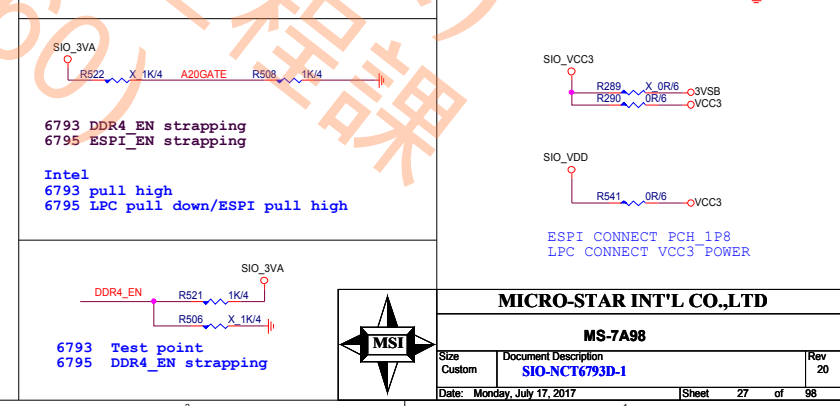 60)
工程課
SIO_3VA
R522 X_1K/4 A20GATE R508 1K/4
6793 DDR4_EN strapping
6795 ESPI_EN strapping
Intel
6793 pull high
6795 LPC pull down/ESPI pull high
SIO_3VA
DDR4_EN
R521 1K/4
R506 X_1K/4
6793 Test point
6795 DDR4_EN strapping
SIO_VCC3
R289 X_0R/6 3VSB
R290 0R/6 VCC3
SIO_VDD
R541 0R/6 VCC3
ESPI CONNECT PCH_1P8
LPC CONNECT VCC3 POWER
MSI
MICRO-STAR INT'L CO.,LTD
MS-7A98
Size Document Description Rev
Custom SIO-NCT6793D-1 20
Date: Monday, July 17, 2017 Sheet 27 of 98